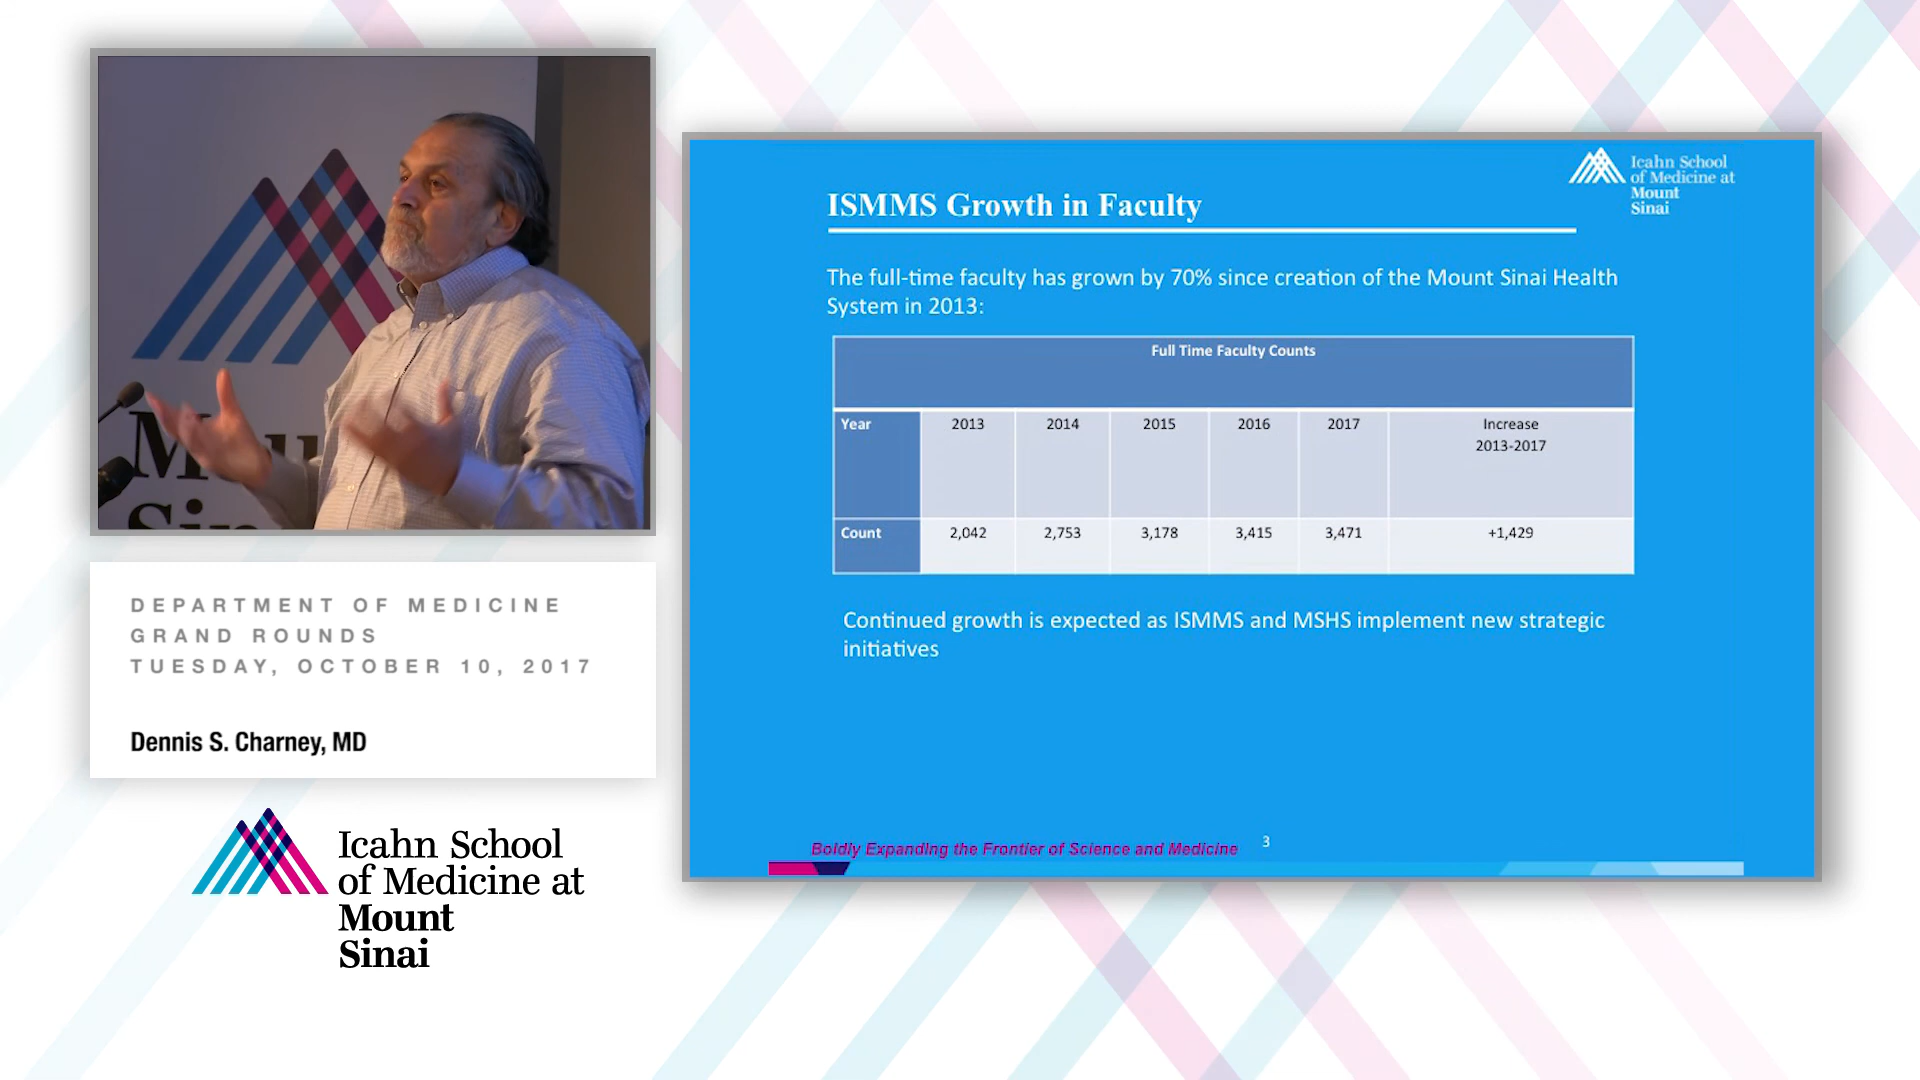 Mou
Sin
DEPARTMENT OF MEDICINE
GRAND ROUNDS
TUESDAY, OCTOBER 10, 2017
Dennis S. Charney, MD
Icahn School
of Medicine at
Mount
Sinai
Icahn School
of Medicine at
Mount
Sinai
ISMMS Growth in Faculty
The full-time faculty has grown by 70% since creation of the Mount Sinai Health
System in 2013:
Full Time Faculty Counts
Year 2013 2014 2015 2016 2017 Increase
2013-2017
Count 2,042 2,753 3,178 3,415 3,471 +1,429
Continued growth is expected as ISMMS and MSHS implement new strategic
initiatives
Boldly Expanding the Frontier of Science and Medicine 3